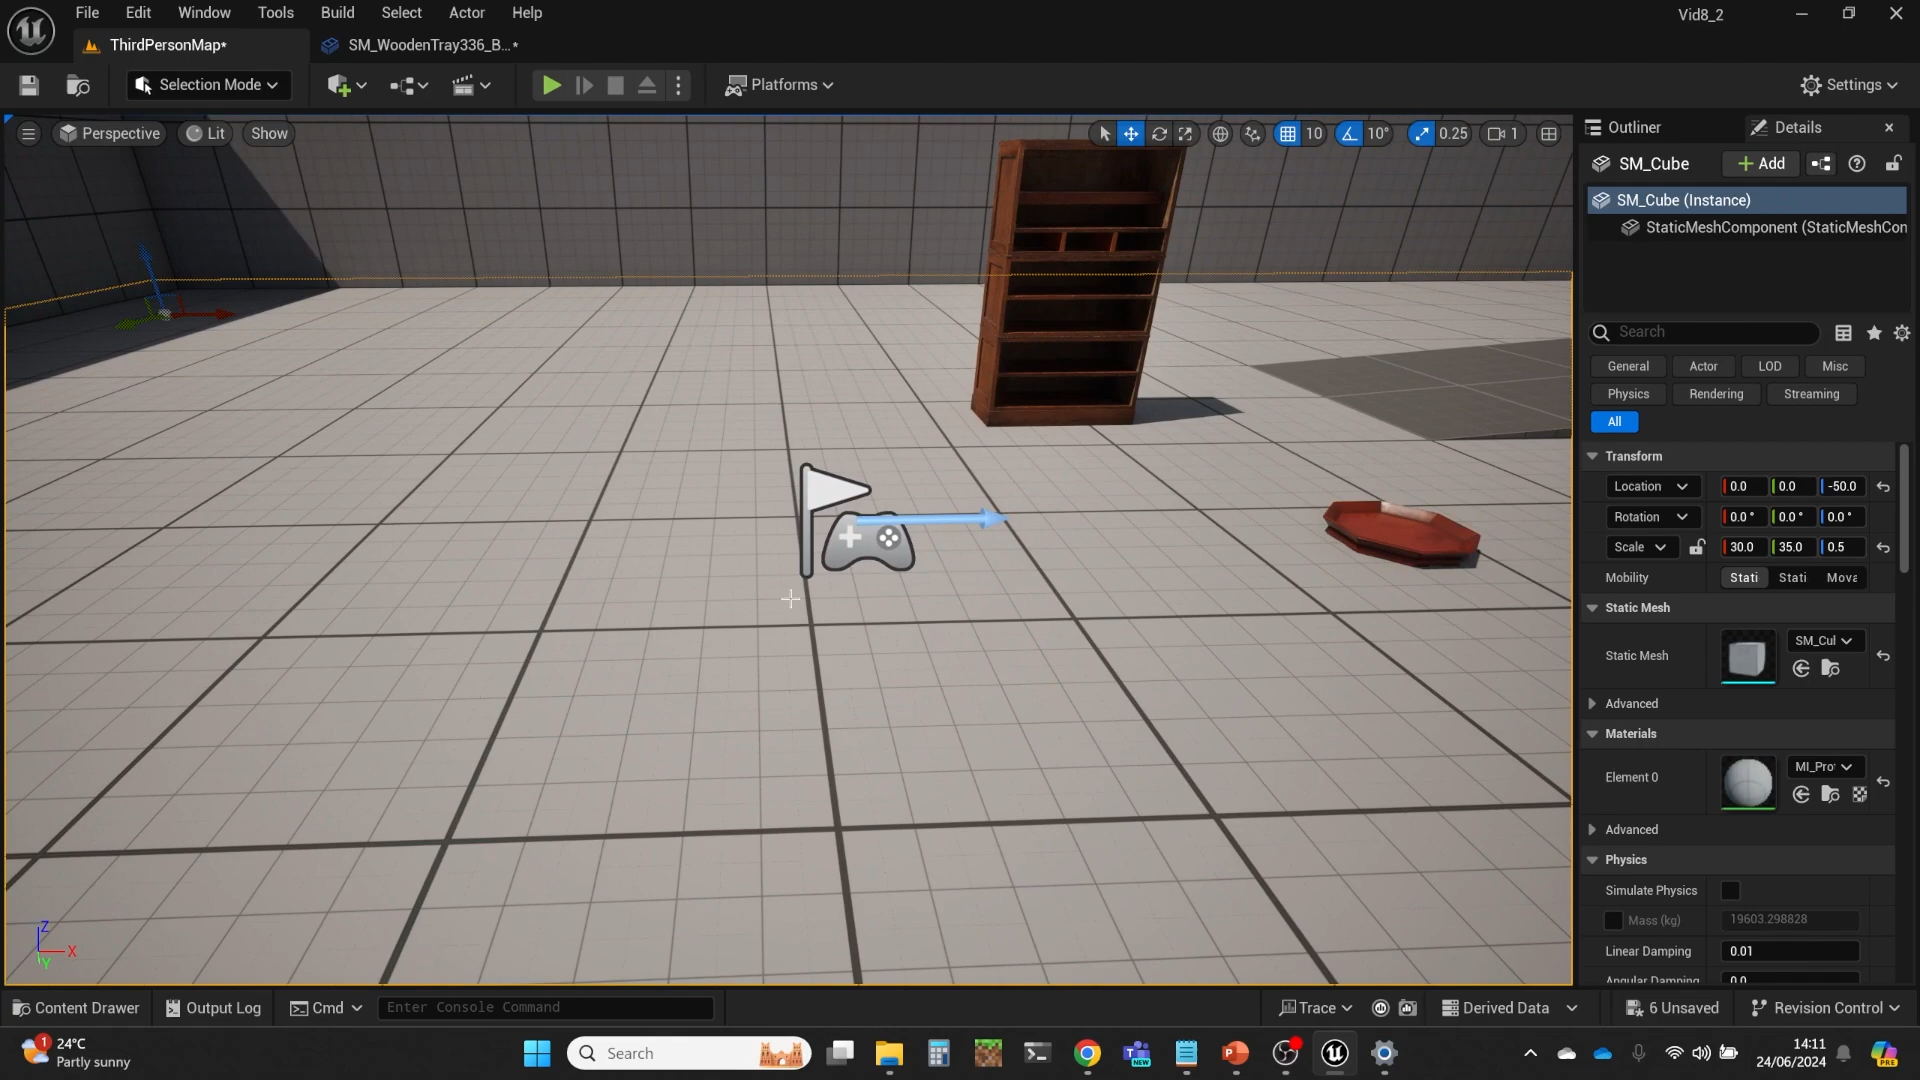 File Edit Window Tools Build Select Actor Help
Vid8_2
ThirdPersonMap*
SM_WoodenTray336_B...*
Selection Mode
Platforms
Settings
Perspective
Lit
Show
10
10°
0.25
1
Outliner
Details
SM_Cube
Add
SM_Cube (Instance)
StaticMeshComponent (StaticMeshCon
Search
General
Actor
LOD
Misc
Physics
Rendering
Streaming
All
Transform
Location 0.0 0.0 -50.0
Rotation 0.0 ° 0.0 ° 0.0 °
Scale 30.0 35.0 0.5
Mobility Stati Stati Mova
Static Mesh
SM_Cul
Static Mesh
Advanced
Materials
MI_Pro
Element 0
Advanced
Physics
Simulate Physics
Mass (kg) 19603.298828
Linear Damping 0.01
Angular Damping 0.0
Z
X
Y
Content Drawer
Output Log
Cmd
Enter Console Command
Trace
Derived Data
6 Unsaved
Revision Control
1
24°C
Partly sunny
Search
NEW
14:11
24/06/2024
PRE